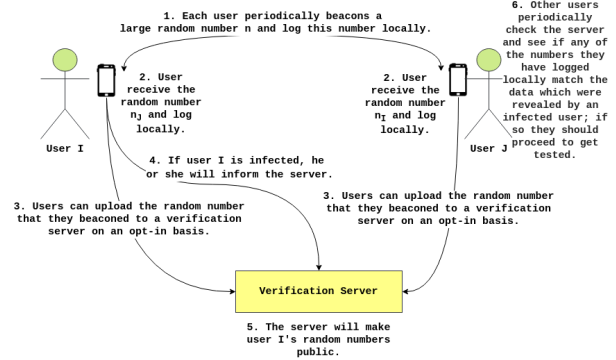 1. Each user periodically beacons a
large random number n and log this number locally.
6. Other users
periodically
check the server
and see if any of
the numbers they
have logged
locally match the
data which were
revealed by an
infected user; if
so they should
proceed to get
tested.
2. User
receive the
random number
nJ and log
locally.
2. User
receive the
random number
nI and log
locally.
User I
User J
4. If user I is infected, he
or she will inform the server.
3. Users can upload the random number
that they beaconed to a verification
server on an opt-in basis.
3. Users can upload the random number
that they beaconed to a verification
server on an opt-in basis.
Verification Server
5. The server will make
user I's random numbers
public.